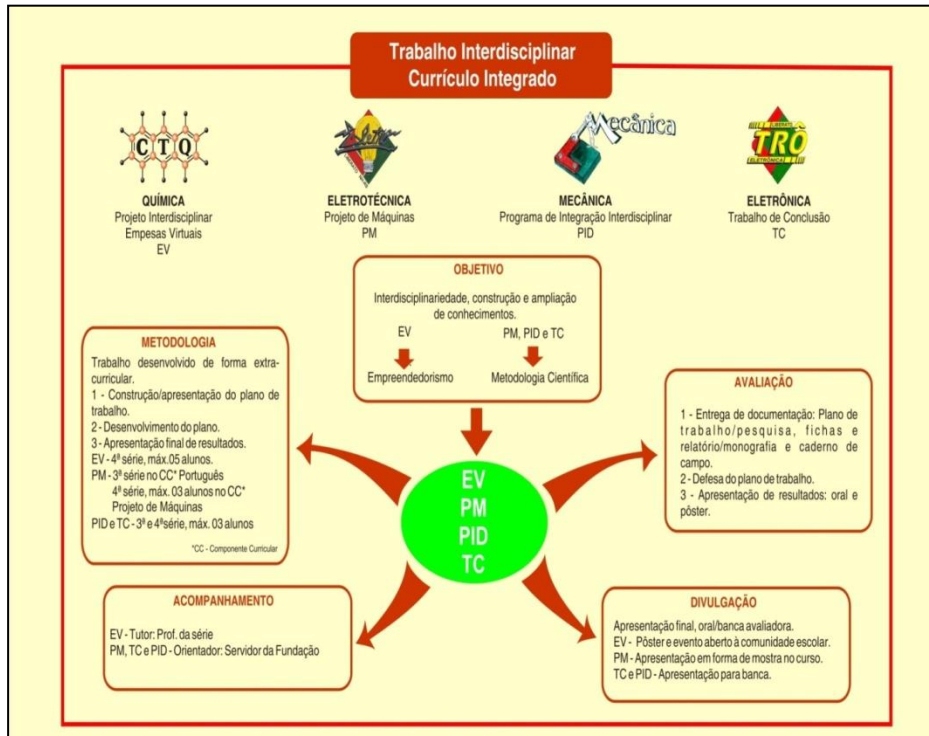 Trabalho Interdisciplinar
Currículo Integrado
C T Q
QUÍMICA
Projeto Interdisciplinar
Empesas Virtuais
EV
ELETROTÉCNICA
Projeto de Máquinas
PM
Mecânica
MECÂNICA
Programa de Integração Interdisciplinar
PID
TRÔ
ELETRÔNICA
Trabalho de Conclusão
TC
OBJETIVO
Interdisciplinariedade, construção e ampliação
de conhecimentos.
EV
PM, PID e TC
Empreendedorismo
Metodologia Científica
METODOLOGIA
Trabalho desenvolvido de forma extra-
curricular.
1 - Construção/apresentação do plano de
trabalho.
2 - Desenvolvimento do plano.
3 - Apresentação final de resultados.
EV - 4ª série, máx.05 alunos.
PM - 3ª série no CC* Português
4ª série, máx. 03 alunos no CC*
Projeto de Máquinas
PID e TC - 3ª e 4ªsérie, máx. 03 alunos
*CC - Componente Curricular
AVALIAÇÃO
1 - Entrega de documentação: Plano de
trabalho/pesquisa, fichas e
relatório/monografia e caderno de
campo.
2 - Defesa do plano de trabalho.
3 - Apresentação de resultados: oral e
pôster.
EV
PM
PID
TC
ACOMPANHAMENTO
EV - Tutor: Prof. da série
PM, TC e PID - Orientador: Servidor da Fundação
DIVULGAÇÃO
Apresentação final, oral/banca avaliadora.
EV - Pôster e evento aberto à comunidade escolar.
PM - Apresentação em forma de mostra no curso.
TC e PID - Apresentação para banca.